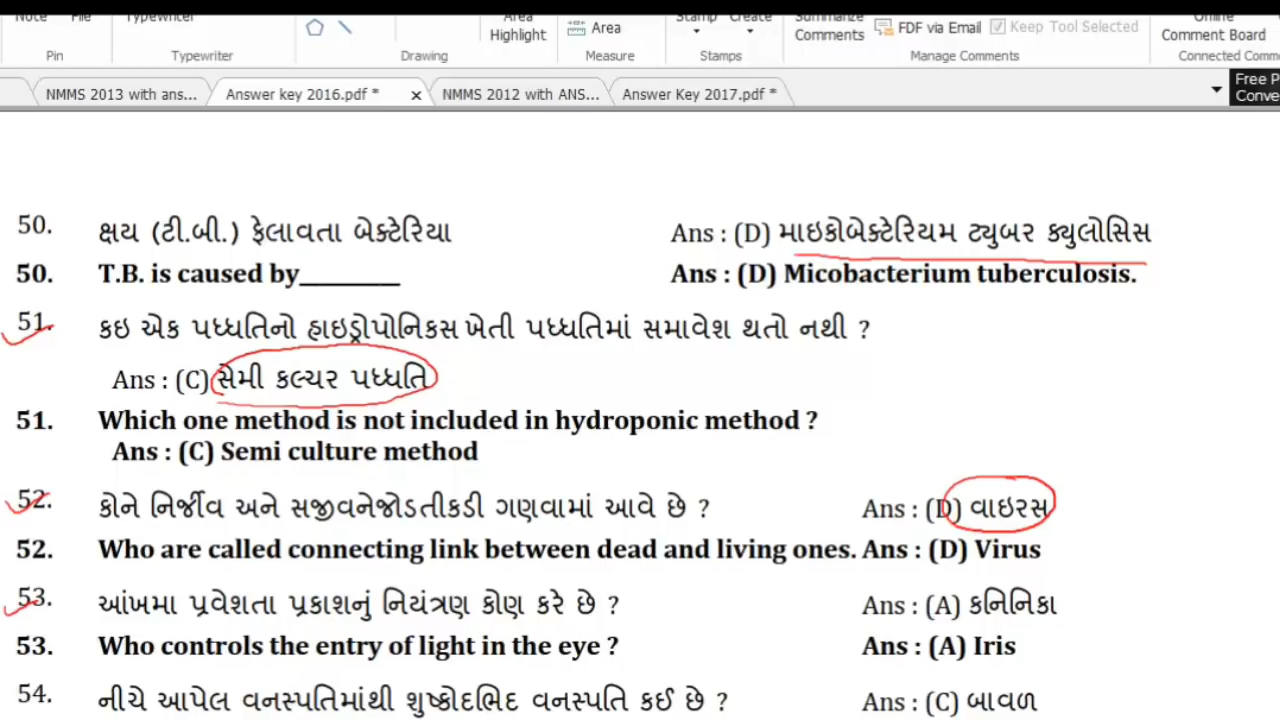 Note File Typewriter Area Stamp Create Summarize Online
Highlight Area Comments FDF via Email Keep Tool Selected Comment Board
Pin Typewriter Drawing Measure Stamps Manage Comments Connected
NMMS 2013 with ans... Answer key 2016.pdf * × NMMS 2012 with ANS... Answer Key 2017.pdf * Free
50. ક્ષય (ટી.બી.) ફેલાવતા બેક્ટેરિયા Ans : (D) માઇકોબેક્ટેરિયમ ટ્યુબર ક્યુલોસિસ
50. T.B. is caused by________ Ans : (D) Micobacterium tuberculosis.
51. કઇ એક પધ્ધતિનો હાઇડ્રોપોનિકસ ખેતી પધ્ધતિમાં સમાવેશ થતો નથી ?
Ans : (C) સેમી કલ્ચર પધ્ધતિ
51. Which one method is not included in hydroponic method ?
Ans : (C) Semi culture method
52. કોને નિર્જીવ અને સજીવનેજોડતીકડી ગણવામાં આવે છે ? Ans : (D) વાઇરસ
52. Who are called connecting link between dead and living ones. Ans : (D) Virus
53. આંખમા પ્રવેશતા પ્રકાશનું નિયંત્રણ કોણ કરે છે ? Ans : (A) કનિનિકા
53. Who controls the entry of light in the eye ? Ans : (A) Iris
54. નીચે આપેલ વનસ્પતિમાંથી શુષ્કોદભિદ વનસ્પતિ કઈ છે ? Ans : (C) બાવળ